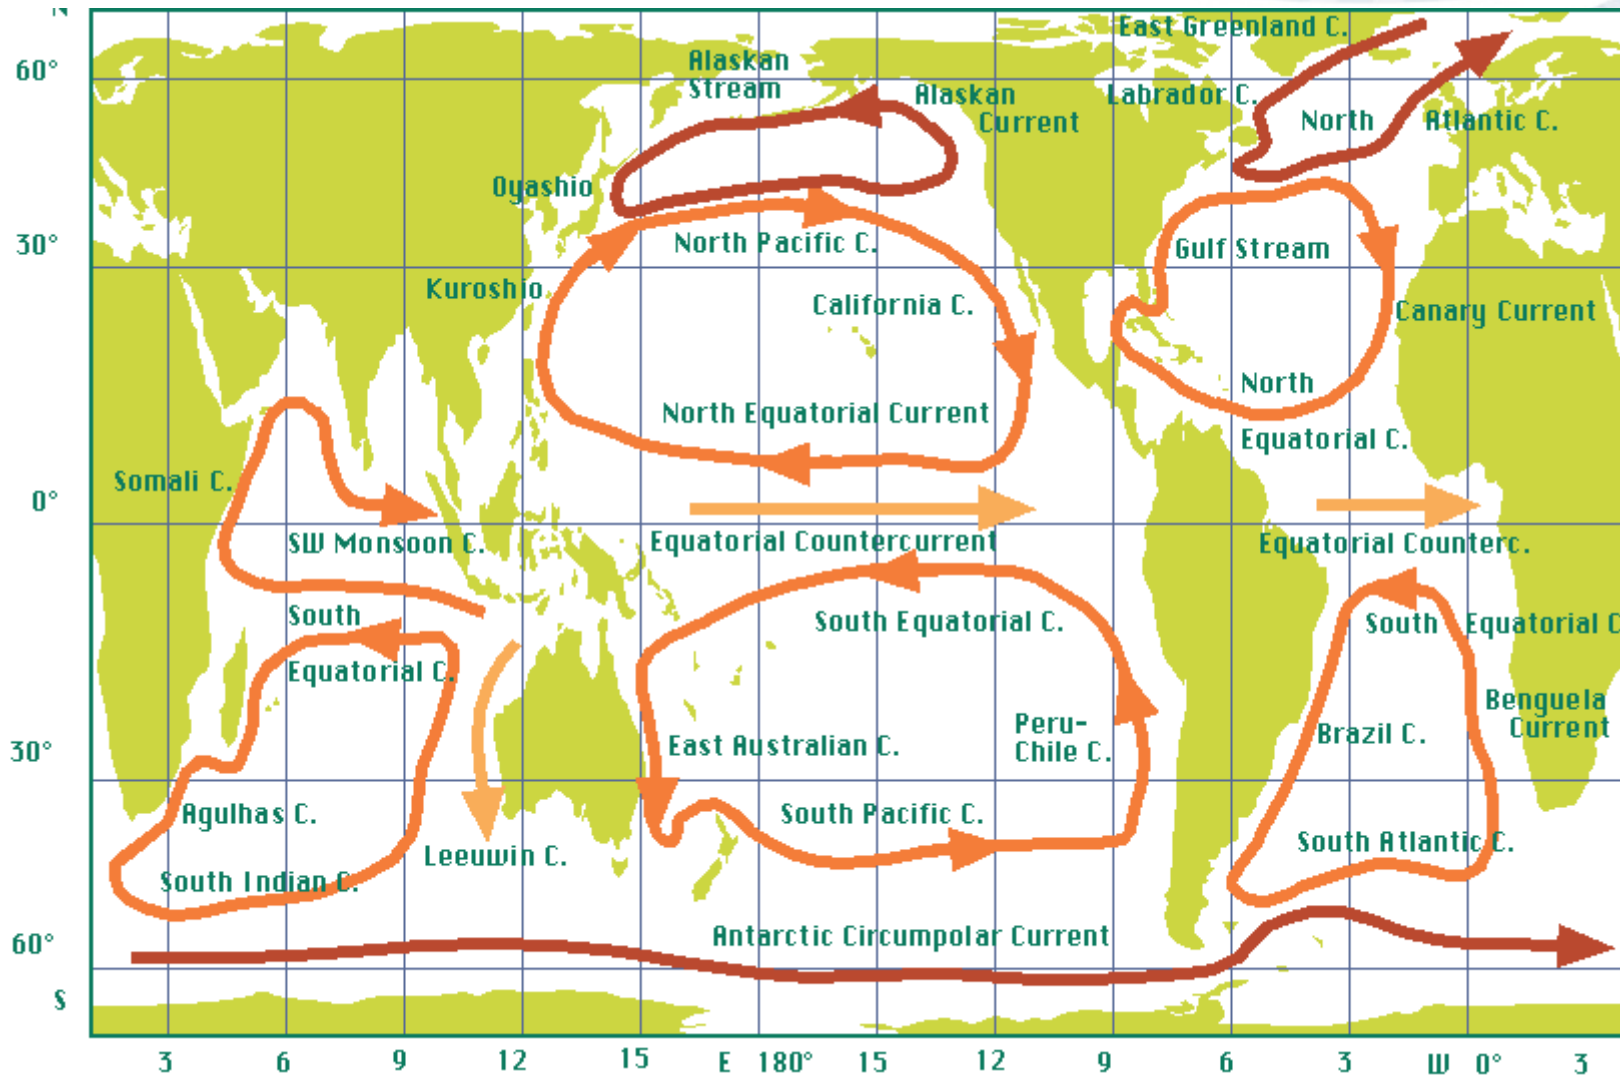 N
East Greenland C.
60°
Alaskan
Stream
Alaskan
Current
Labrador C.
North
Atlantic C.
Oyashio
30°
North Pacific C.
Gulf Stream
Kuroshio
California C.
Canary Current
North
North Equatorial Current
Equatorial C.
Somali C.
0°
SW Monsoon C.
Equatorial Countercurrent
Equatorial Counterc.
South
South Equatorial C.
South
Equatorial C
Equatorial C.
Benguela
Current
Peru-
Chile C.
30°
East Australian C.
Brazil C.
Agulhas C.
South Pacific C.
South Atlantic C.
Leeuwin C.
South Indian C.
60°
Antarctic Circumpolar Current
S
3 6 9 12 15 E 180° 15 12 9 6 3 W 0° 3